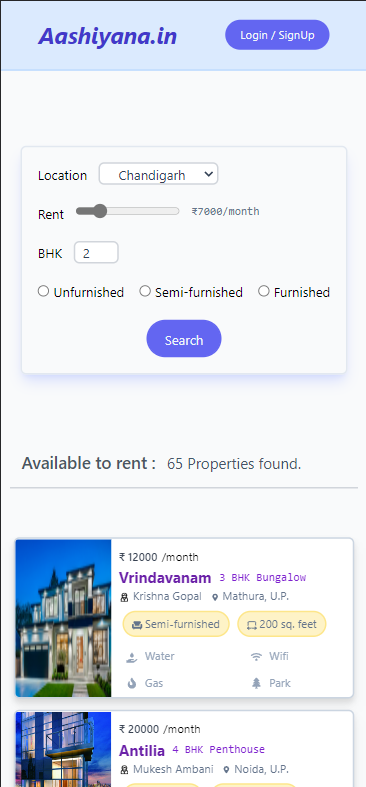 Aashiyana.in Login / SignUp
Location Chandigarh
Rent ₹7000/month
BHK 2
Unfurnished Semi-furnished Furnished
Search
Available to rent : 65 Properties found.
₹ 12000 /month
Vrindavanam 3 BHK Bungalow
Krishna Gopal Mathura, U.P.
Semi-furnished 200 sq. feet
Water Wifi
Gas Park
₹ 20000 /month
Antilia 4 BHK Penthouse
Mukesh Ambani Noida, U.P.